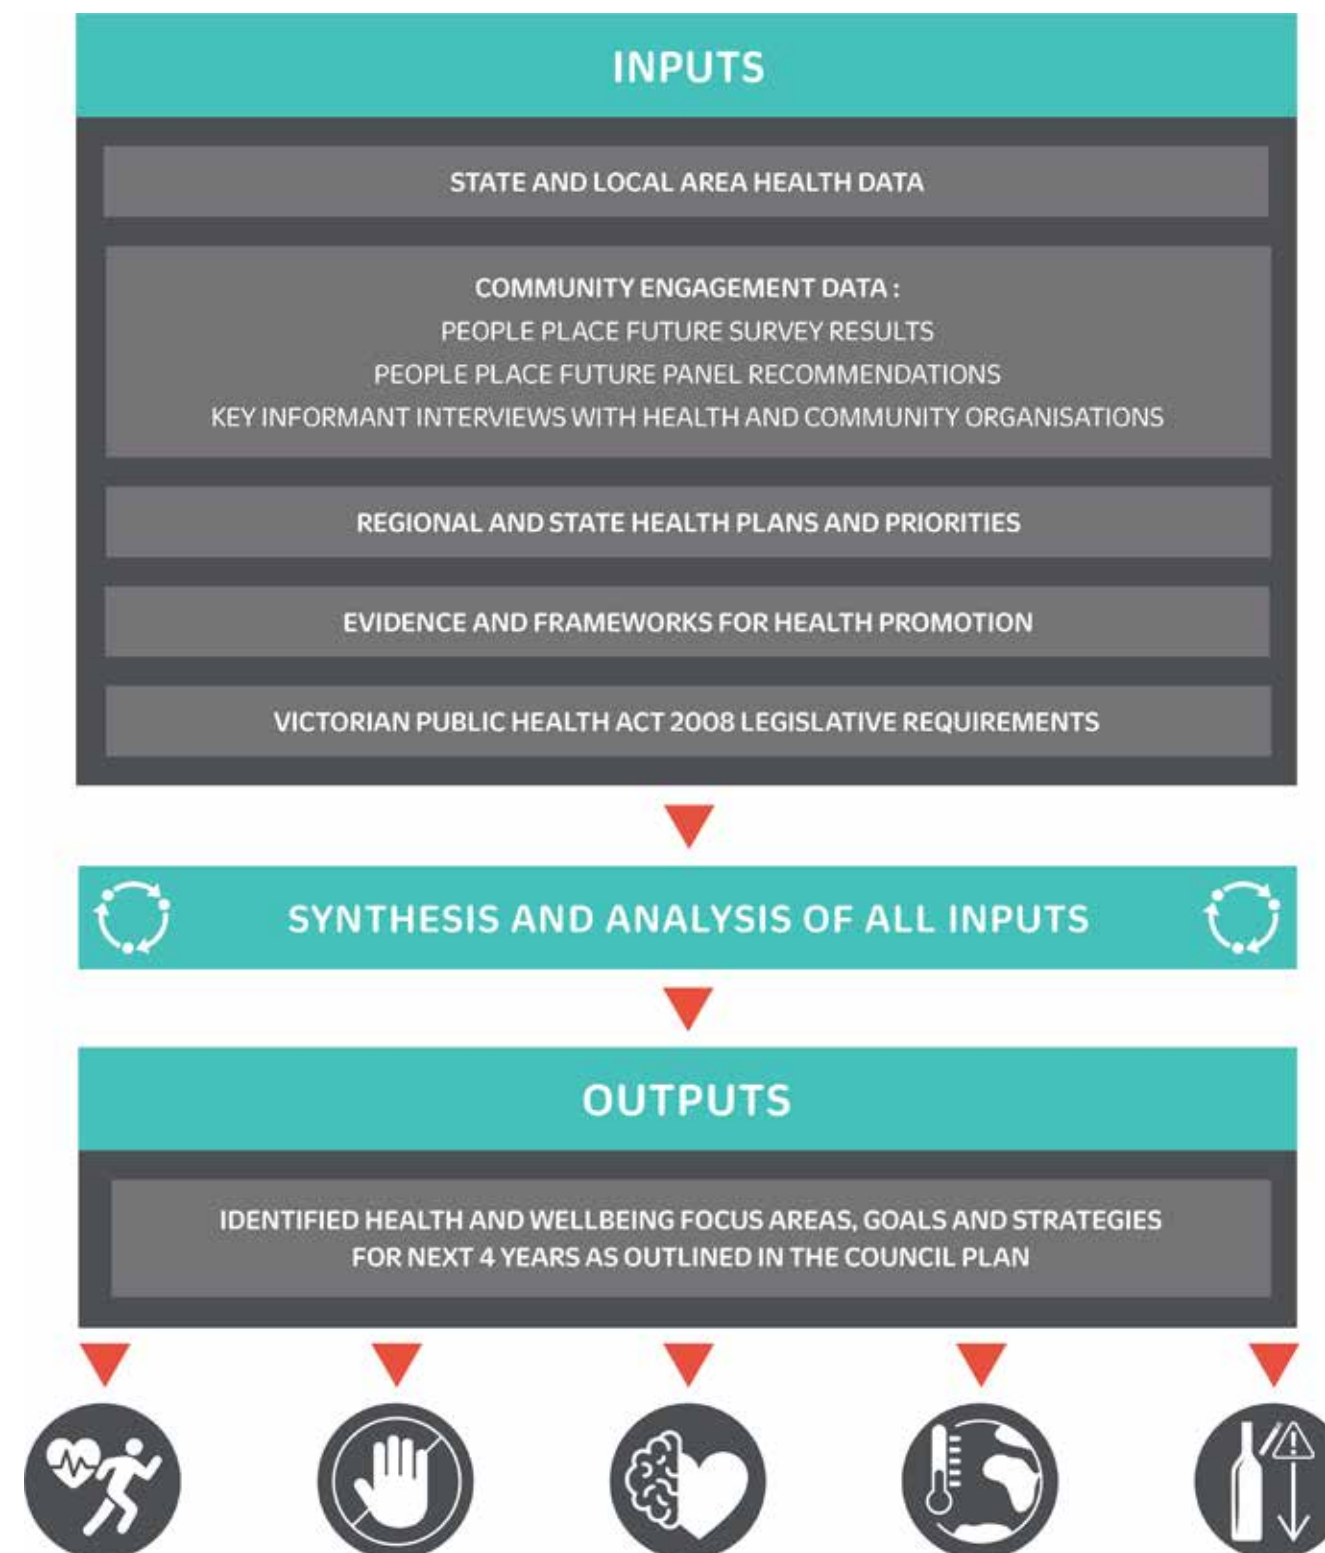 INPUTS
STATE AND LOCAL AREA HEALTH DATA
COMMUNITY ENGAGEMENT DATA :
PEOPLE PLACE FUTURE SURVEY RESULTS
PEOPLE PLACE FUTURE PANEL RECOMMENDATIONS
KEY INFORMANT INTERVIEWS WITH HEALTH AND COMMUNITY ORGANISATIONS
REGIONAL AND STATE HEALTH PLANS AND PRIORITIES
EVIDENCE AND FRAMEWORKS FOR HEALTH PROMOTION
VICTORIAN PUBLIC HEALTH ACT 2008 LEGISLATIVE REQUIREMENTS
SYNTHESIS AND ANALYSIS OF ALL INPUTS
OUTPUTS
IDENTIFIED HEALTH AND WELLBEING FOCUS AREAS, GOALS AND STRATEGIES
FOR NEXT 4 YEARS AS OUTLINED IN THE COUNCIL PLAN